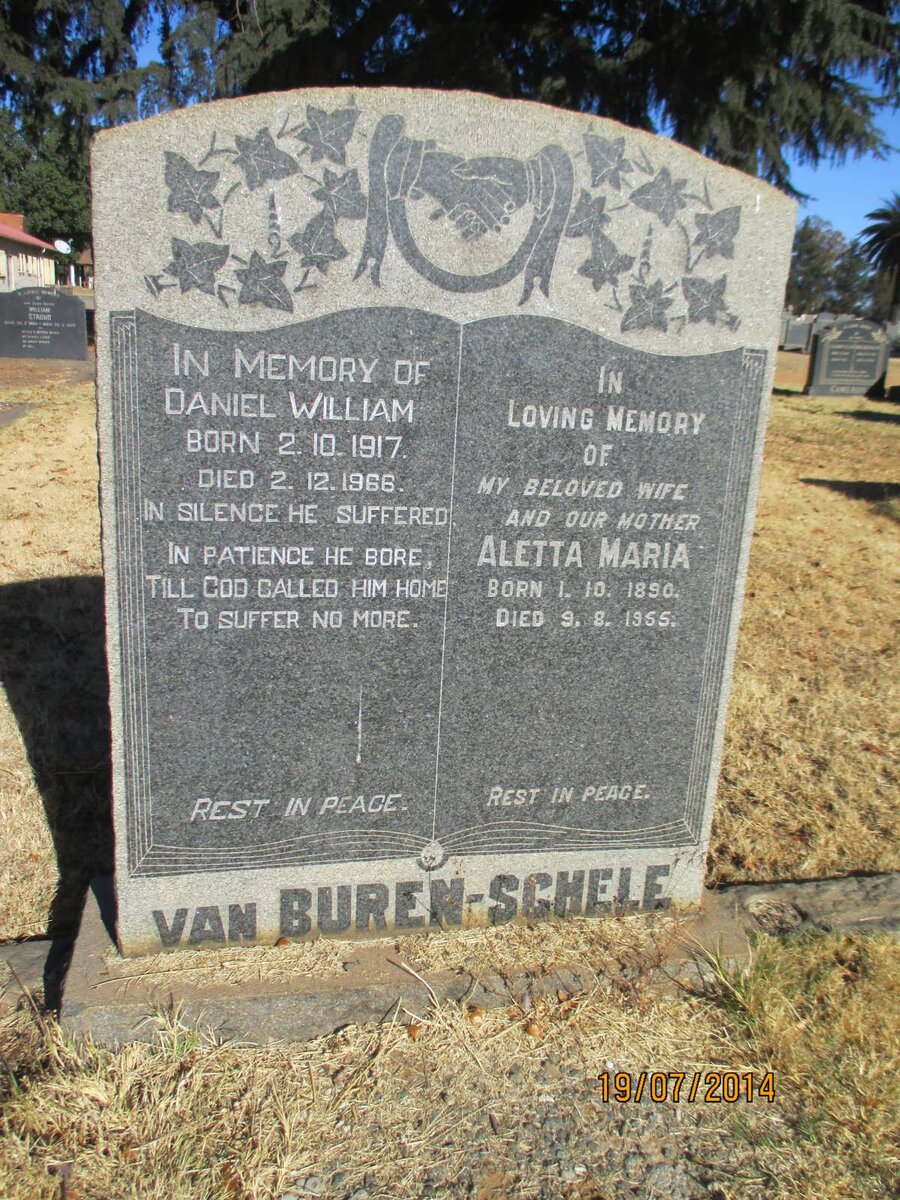 IN MEMORY OF
DANIEL WILLIAM
BORN 2.10.1917.
DIED 2.12.1966.
IN SILENCE HE SUFFERED,
IN PATIENCE HE BORE,
TILL GOD CALLED HIM HOME
TO SUFFER NO MORE.
REST IN PEACE.
IN
LOVING MEMORY
OF
MY BELOVED WIFE
AND OUR MOTHER
ALETTA MARIA
BORN 1.10.1890.
DIED 9.8.1955.
REST IN PEACE.
VAN BUREN-SCHELE
WILLIAM
STROUD
19/07/2014